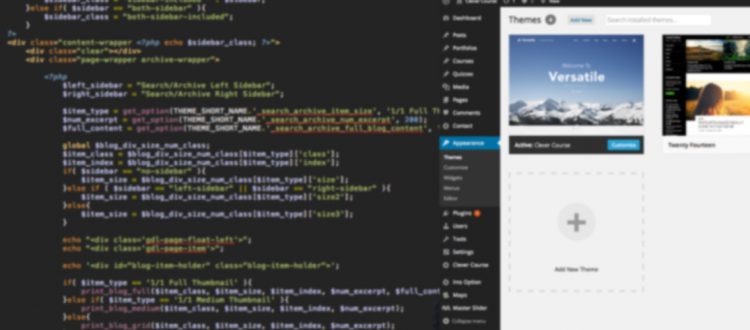 }else if( $sidebar == "both-sidebar" ){
$sidebar_class = "both-sidebar-included";
}
?>
<div class="content-wrapper <?php echo $sidebar_class; ?>">
<div class="clear"></div>
<div class="page-wrapper archive-wrapper">
<?php
$left_sidebar = "Search/Archive Left Sidebar";
$right_sidebar = "Search/Archive Right Sidebar";
$item_type = get_option(THEME_SHORT_NAME.'_search_archive_item_size', '1/1 Full
$num_excerpt = get_option(THEME_SHORT_NAME.'_search_archive_num_excerpt', 200);
$full_content = get_option(THEME_SHORT_NAME.'_search_archive_full_blog_content',
global $blog_div_size_num_class;
$item_class = $blog_div_size_num_class[$item_type]['class'];
$item_index = $blog_div_size_num_class[$item_type]['index'];
if( $sidebar == "no-sidebar" ){
$item_size = $blog_div_size_num_class[$item_type]['size'];
}else if ( $sidebar == "left-sidebar" || $sidebar == "right-sidebar" ){
$item_size = $blog_div_size_num_class[$item_type]['size2'];
}else{
$item_size = $blog_div_size_num_class[$item_type]['size3'];
}
echo "<div class='gdl-page-float-left'>";
echo "<div class='gdl-page-item'>";
echo '<div id="blog-item-holder" class="blog-item-holder">';
if( $item_type == '1/1 Full Thumbnail' ){
print_blog_full($item_class, $item_size, $item_index, $num_excerpt, $full_cont
}else if( $item_type == '1/1 Medium Thumbnail' ){
print_blog_medium($item_class, $item_size, $item_index, $num_excerpt);
}else{
print_blog_grid($item_class, $item_size, $item_index, $num_excerpt);
Clever Course
Dashboard
Posts
Portfolios
Courses
Quizzes
Media
Pages
Comments
Contact
Appearance
Themes
Customize
Widgets
Menus
Editor
Plugins
Users
Tools
Settings
Clever Course
Maps
Master Slider
Collapse menu
Themes
Add New
Search installed themes...
Welcome To
Versatile
Active: Clever Course
Customize
Twenty Fourteen
Add New Theme